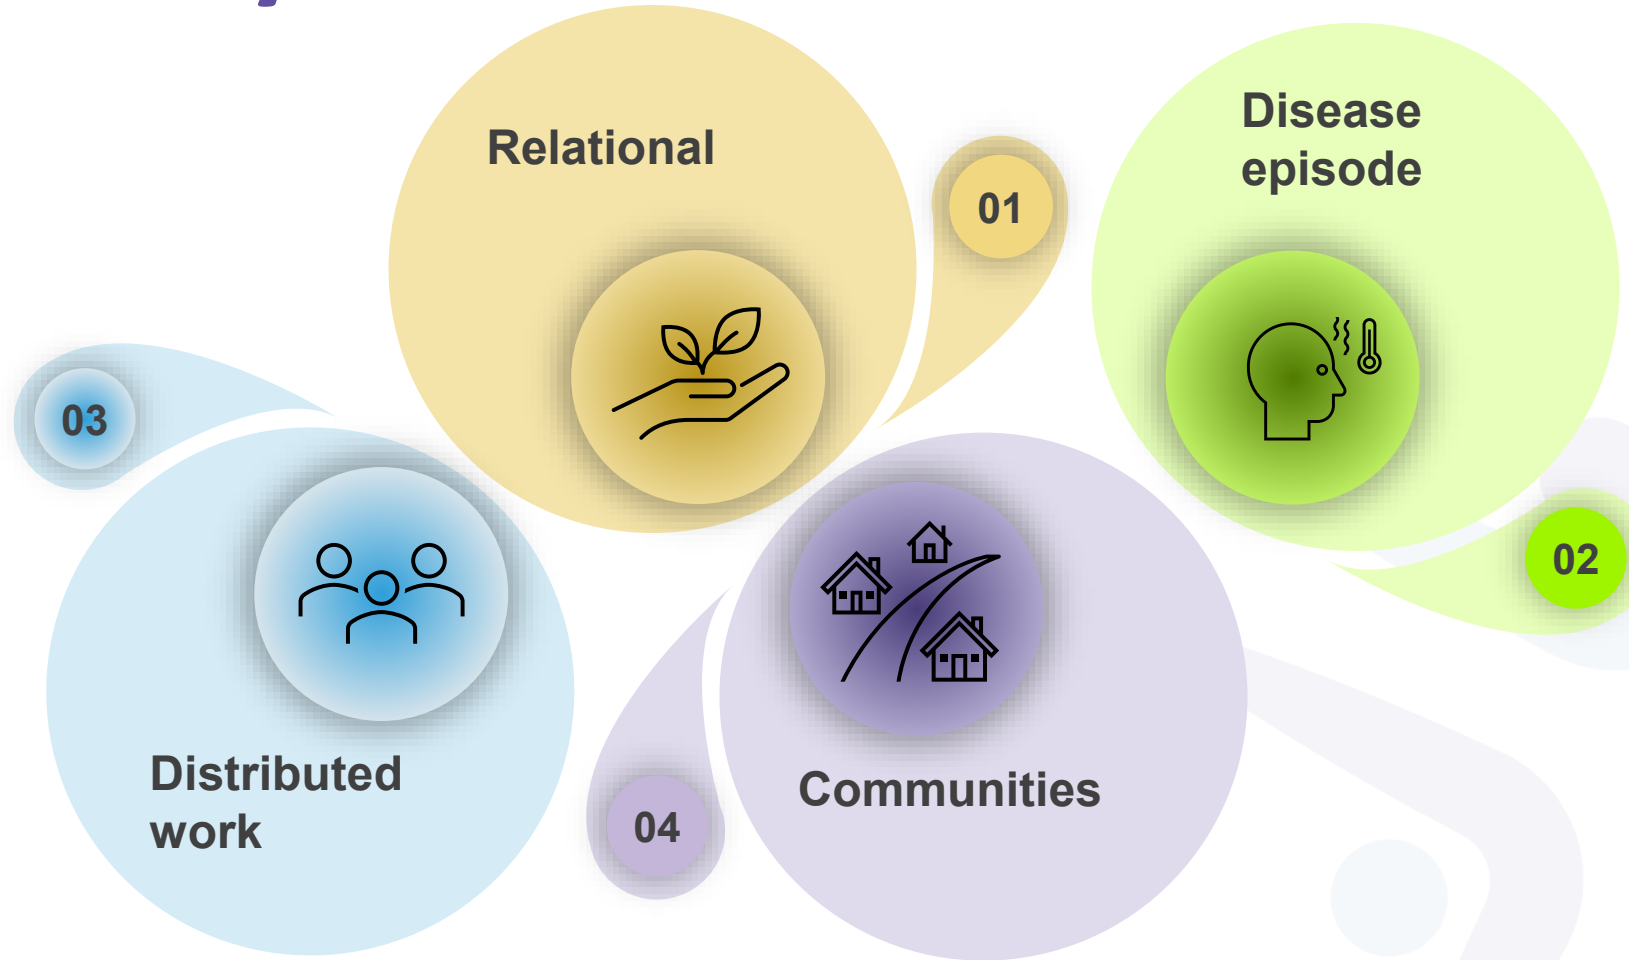 Relational
01
Disease
episode
02
03
Distributed
work
04
Communities